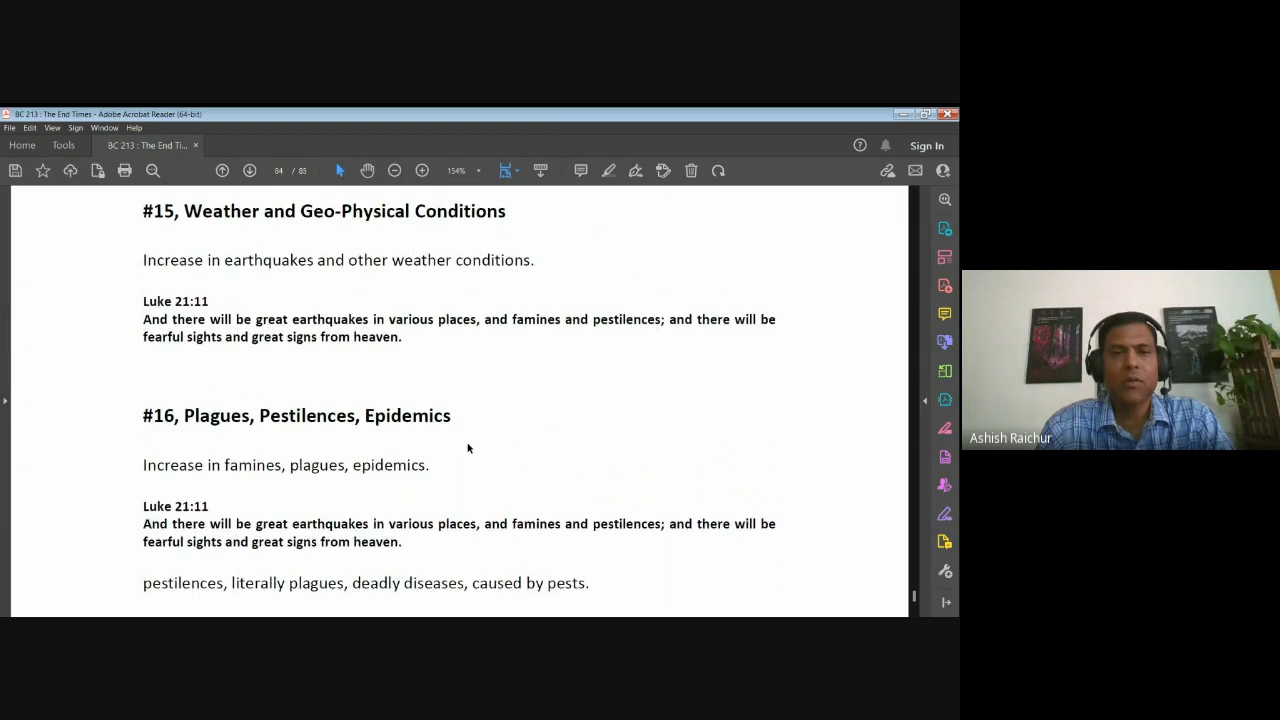 BC 213 : The End Times - Adobe Acrobat Reader (64-bit)
File Edit View Sign Window Help
Home Tools BC 213 : The End Ti... × Sign In
84 / 85 154%
#15, Weather and Geo-Physical Conditions
Increase in earthquakes and other weather conditions.
Luke 21:11
And there will be great earthquakes in various places, and famines and pestilences; and there will be
fearful sights and great signs from heaven.
#16, Plagues, Pestilences, Epidemics
Increase in famines, plagues, epidemics.
Luke 21:11
And there will be great earthquakes in various places, and famines and pestilences; and there will be
fearful sights and great signs from heaven.
pestilences, literally plagues, deadly diseases, caused by pests.
Ashish Raichur